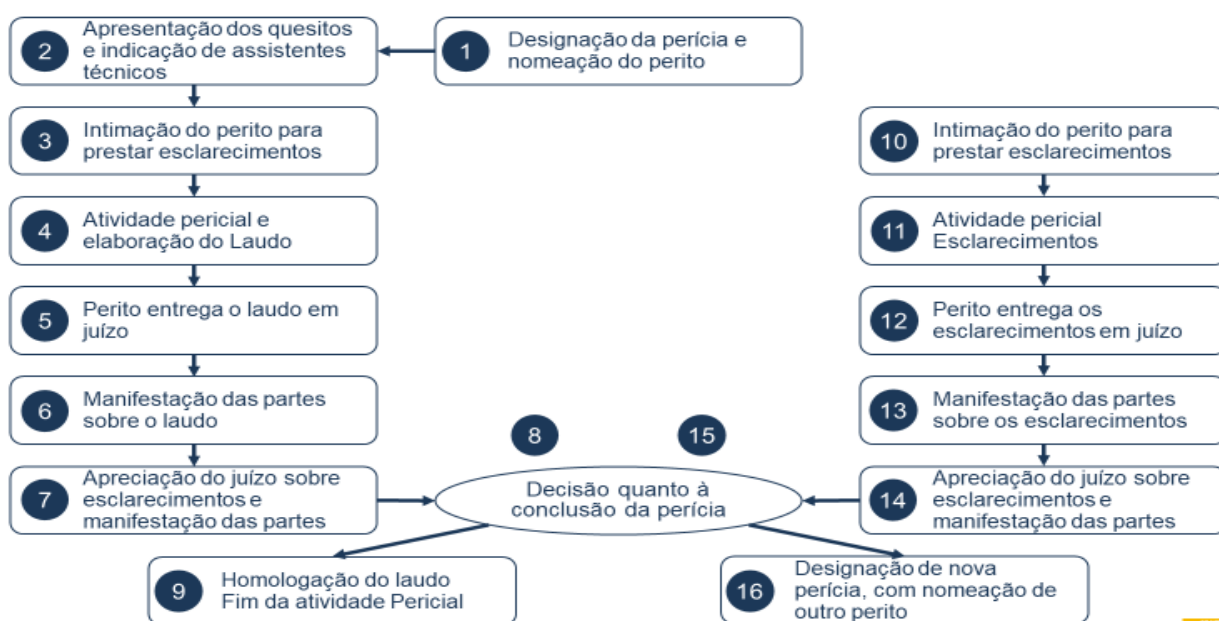 2
Apresentação dos quesitos
e indicação de assistentes
técnicos
1
Designação da perícia e
nomeação do perito
3
Intimação do perito para
prestar esclarecimentos
4
Atividade pericial e
elaboração do Laudo
5
Perito entrega o laudo em
juízo
6
Manifestação das partes
sobre o laudo
7
Apreciação do juízo sobre
esclarecimentos e
manifestação das partes
8
15
Decisão quanto à
conclusão da perícia
9
Homologação do laudo
Fim da atividade Pericial
10
Intimação do perito para
prestar esclarecimentos
11
Atividade pericial
Esclarecimentos
12
Perito entrega os
esclarecimentos em juízo
13
Manifestação das partes
sobre os esclarecimentos
14
Apreciação do juízo sobre
esclarecimentos e
manifestação das partes
16
Designação de nova
perícia, com nomeação de
outro perito